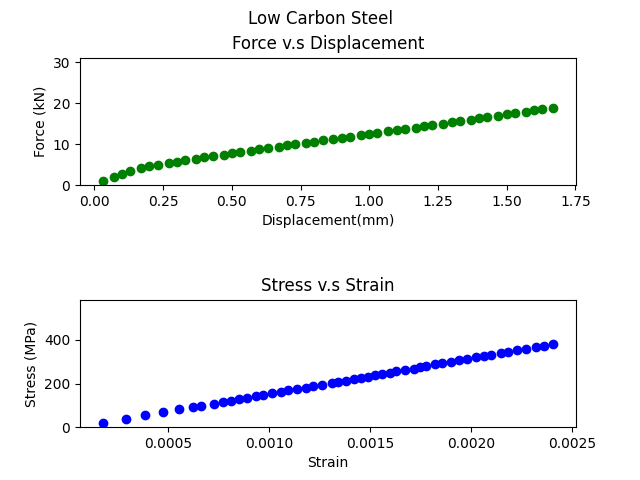 Low Carbon Steel
Force v.s Displacement
30
20
10
0
Force (kN)
0.00 0.25 0.50 0.75 1.00 1.25 1.50 1.75
Displacement(mm)
Stress v.s Strain
400
200
0
Stress (MPa)
0.0005 0.0010 0.0015 0.0020 0.0025
Strain